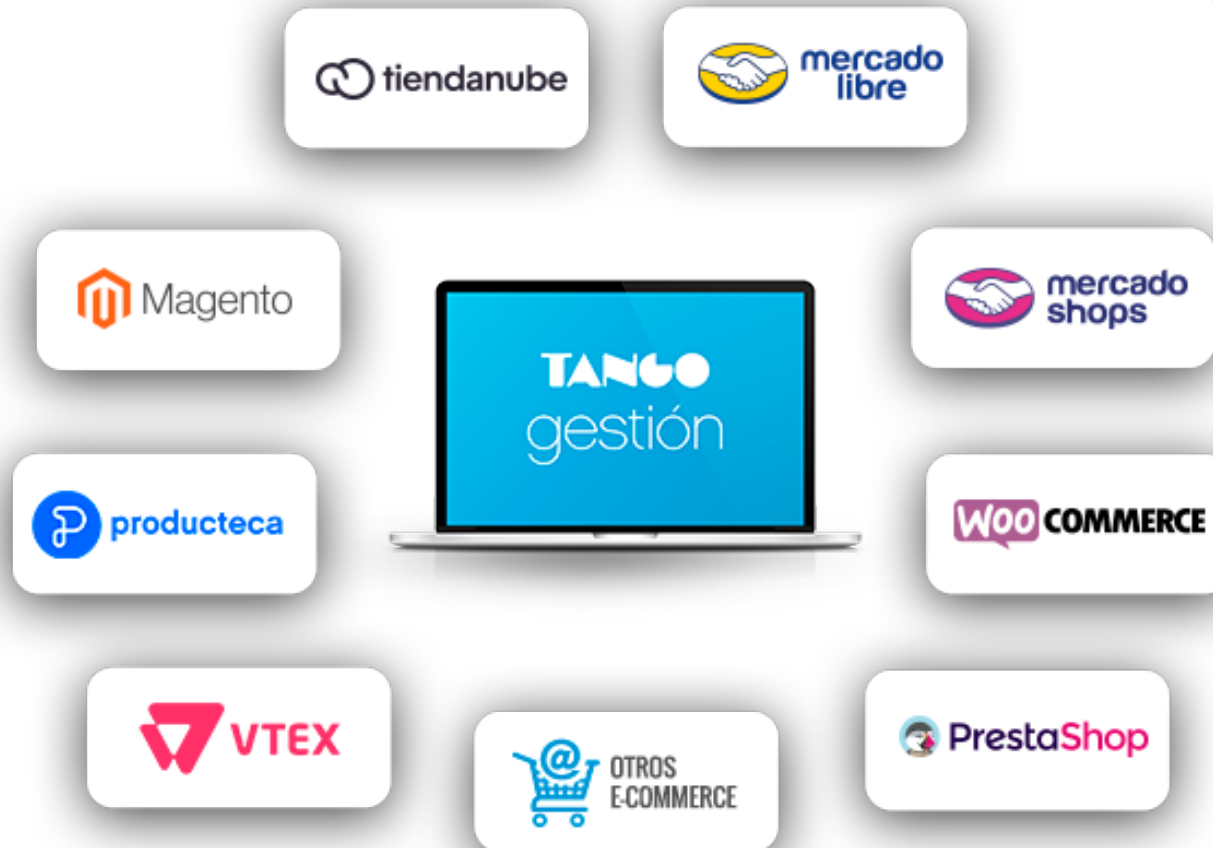 tiendanube
mercado
libre
Magento
mercado
shops
TANGO
gestión
producteca
WOO COMMERCE
VTEX
OTROS
E-COMMERCE
PrestaShop